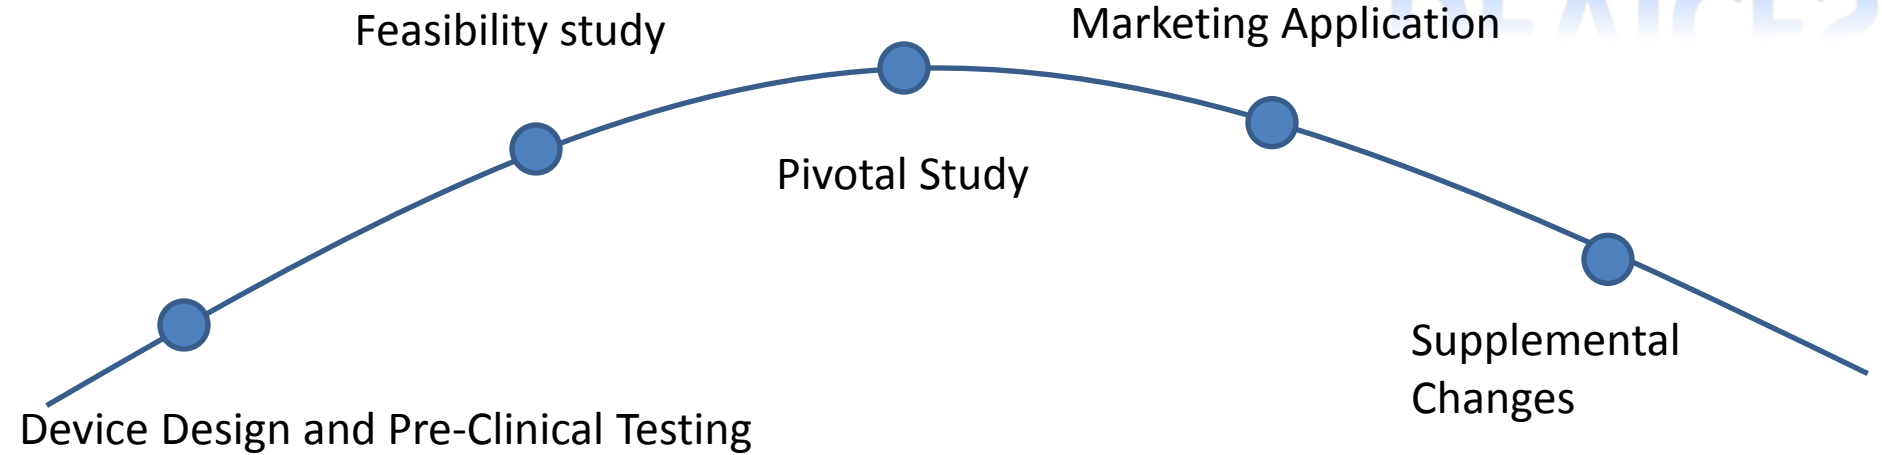 Feasibility study
Marketing Application
Pivotal Study
Supplemental
Changes
Device Design and Pre-Clinical Testing